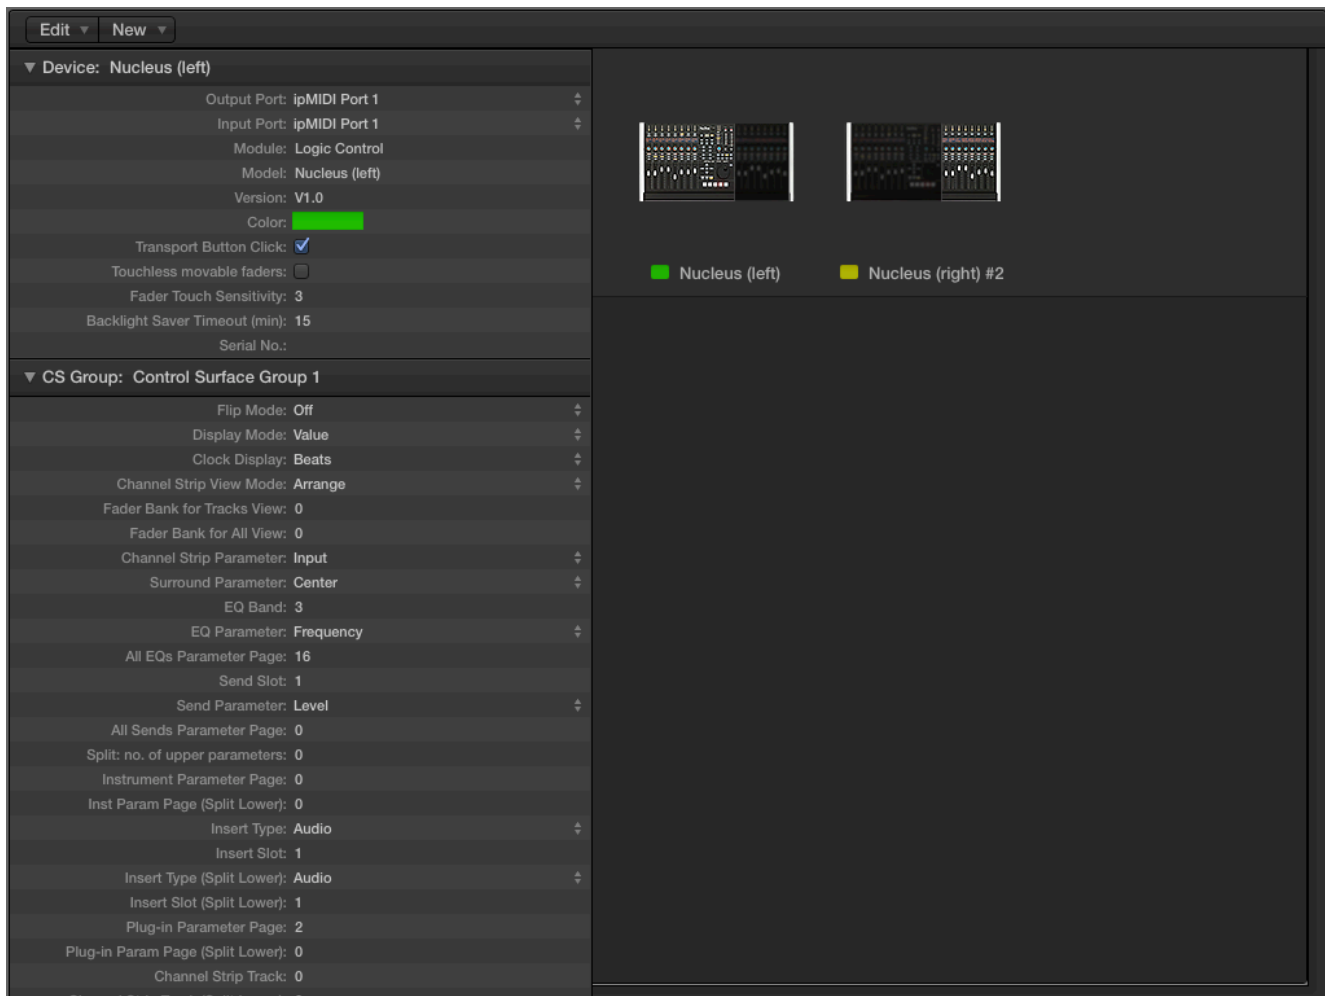 Edit New
Device: Nucleus (left)
Output Port: ipMIDI Port 1
Input Port: ipMIDI Port 1
Module: Logic Control
Model: Nucleus (left)
Version: V1.0
Color:
Transport Button Click:
Touchless movable faders:
Fader Touch Sensitivity: 3
Backlight Saver Timeout (min): 15
Serial No.:
CS Group: Control Surface Group 1
Flip Mode: Off
Display Mode: Value
Clock Display: Beats
Channel Strip View Mode: Arrange
Fader Bank for Tracks View: 0
Fader Bank for All View: 0
Channel Strip Parameter: Input
Surround Parameter: Center
EQ Band: 3
EQ Parameter: Frequency
All EQs Parameter Page: 16
Send Slot: 1
Send Parameter: Level
All Sends Parameter Page: 0
Split: no. of upper parameters: 0
Instrument Parameter Page: 0
Inst Param Page (Split Lower): 0
Insert Type: Audio
Insert Slot: 1
Insert Type (Split Lower): Audio
Insert Slot (Split Lower): 1
Plug-in Parameter Page: 2
Plug-in Param Page (Split Lower): 0
Channel Strip Track: 0
Nucleus (left)
Nucleus (right) #2